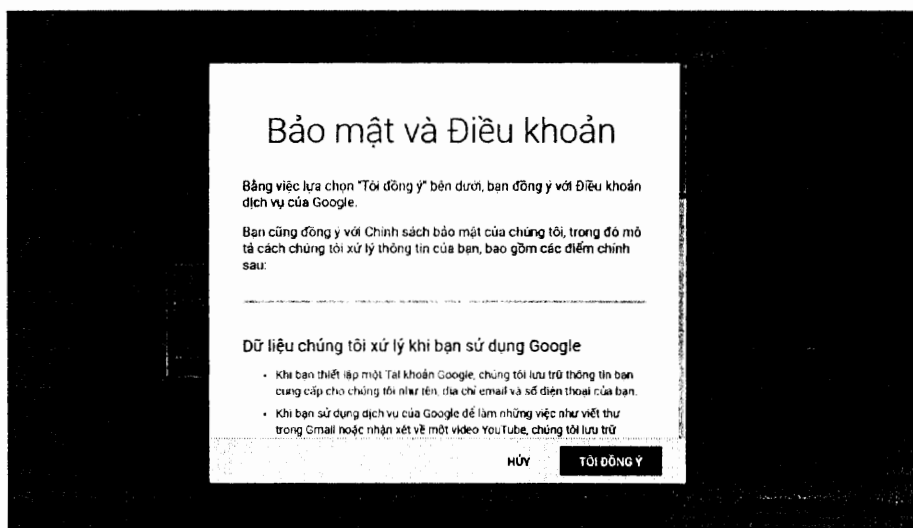 Bảo mật và Điều khoản
Bằng việc lựa chọn "Tôi đồng ý" bên dưới, bạn đồng ý với Điều khoản
dịch vụ của Google.
Bạn cũng đồng ý với Chính sách bảo mật của chúng tôi, trong đó mô
tả cách chúng tôi xử lý thông tin của bạn, bao gồm các điểm chính
sau:
Dữ liệu chúng tôi xử lý khi bạn sử dụng Google
• Khi bạn thiết lập một Tài khoản Google, chúng tôi lưu trữ thông tin bạn
cung cấp cho chúng tôi như tên, địa chỉ email và số điện thoại của bạn.
• Khi bạn sử dụng dịch vụ của Google để làm những việc như viết thư
trong Gmail hoặc nhận xét về một video YouTube, chúng tôi lưu trữ
HỦY
TÔI ĐỒNG Ý